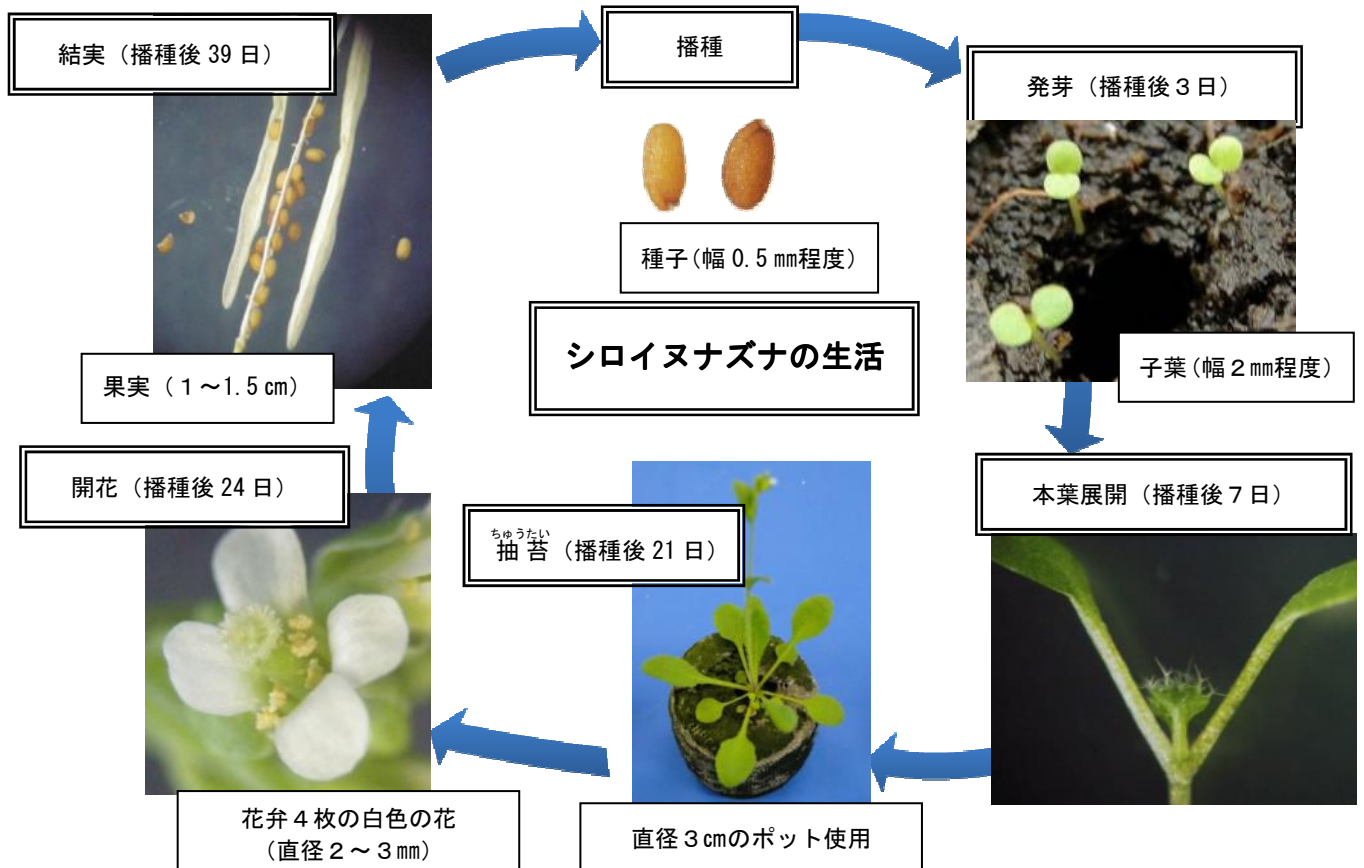 シロイヌナズナの生活
播種
種子(幅 0.5 ㎜程度)
発芽(播種後3日)
子葉(幅2㎜程度)
本葉展開(播種後7日)
ちゅうたい
抽苔(播種後 21 日)
直径3㎝のポット使用
開花(播種後 24 日)
花弁4枚の白色の花
(直径2~3㎜)
結実(播種後 39 日)
果実(1~1.5 ㎝)